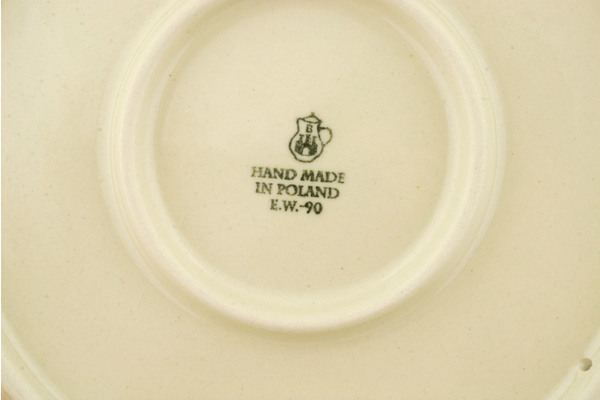 B
HAND MADE
IN POLAND
E.W.-90